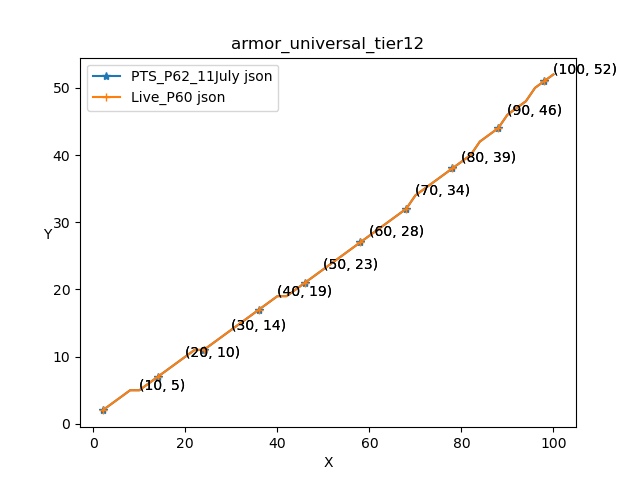 armor_universal_tier12
PTS_P62_11July json
Live_P60 json
(100, 52)
(90, 46)
(80, 39)
(70, 34)
(60, 28)
(50, 23)
(40, 19)
(30, 14)
(20, 10)
(10, 5)
50
40
30
Y
20
10
0
0 20 40 60 80 100
X